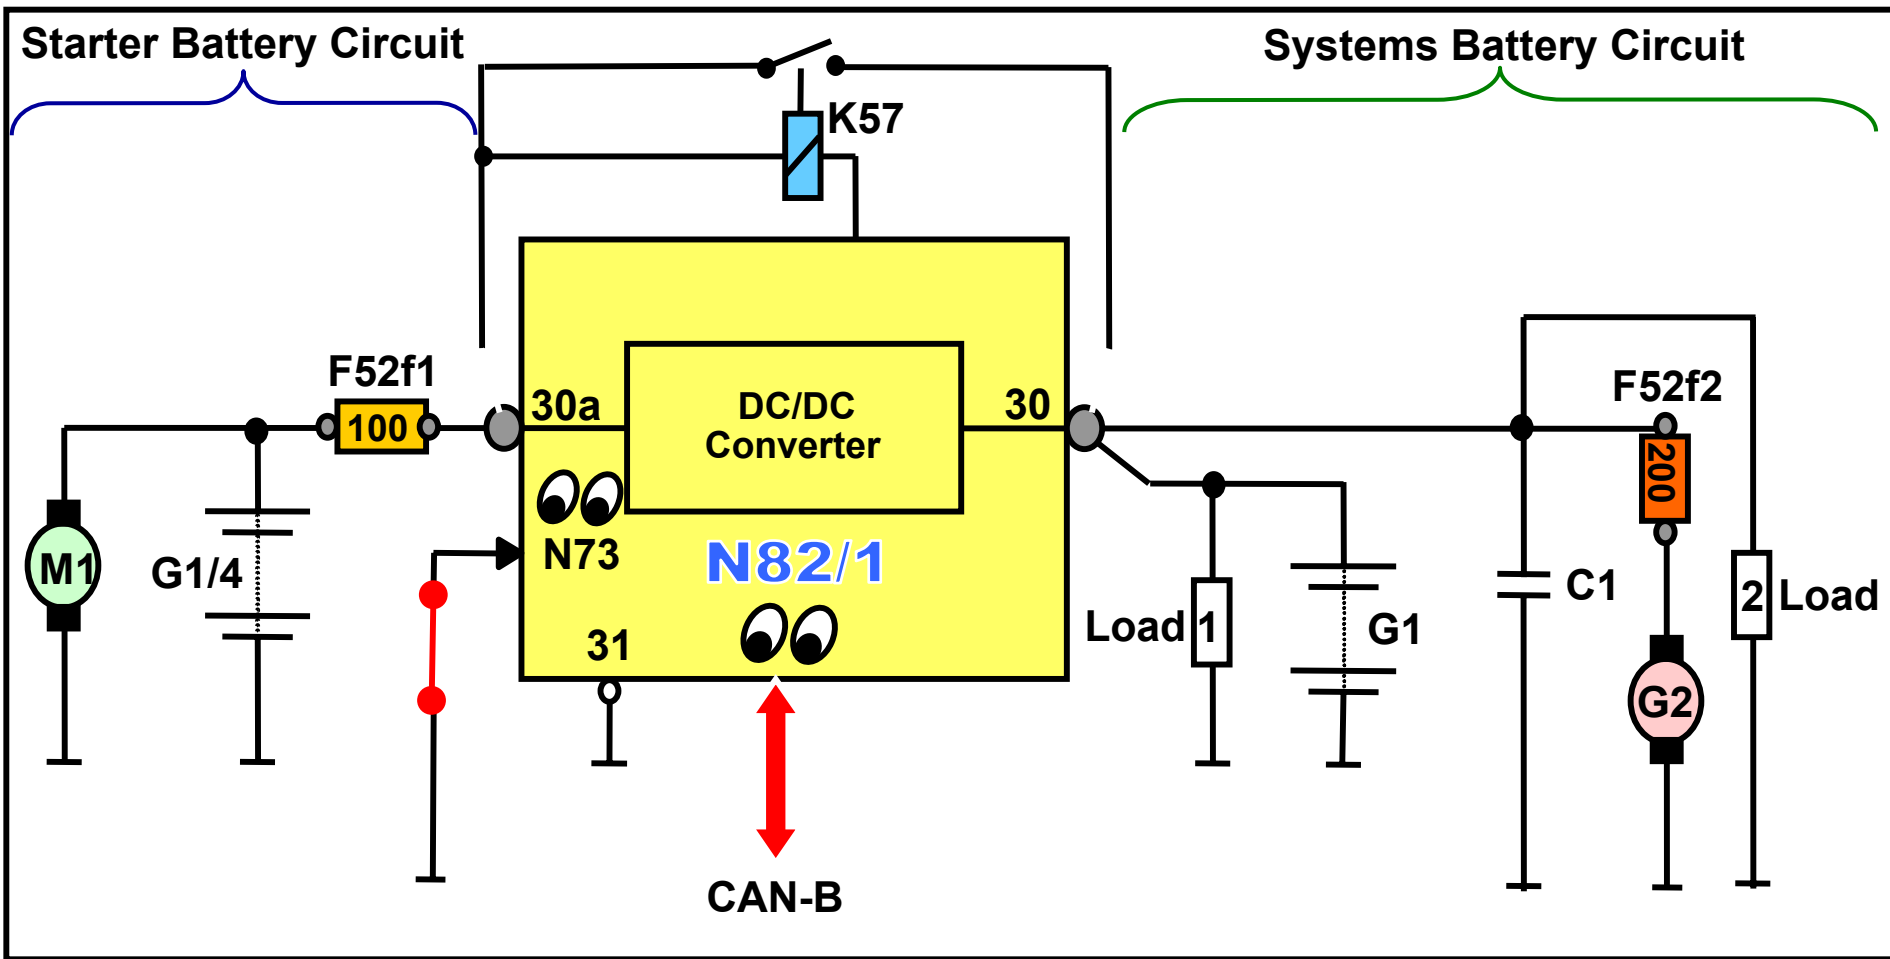 Starter Battery Circuit
Systems Battery Circuit
K57
F52f1
100
30a
DC/DC
Converter
30
F52f2
200
M1
G1/4
N73
N82/1
31
Load
1
G1
C1
2
Load
G2
CAN-B